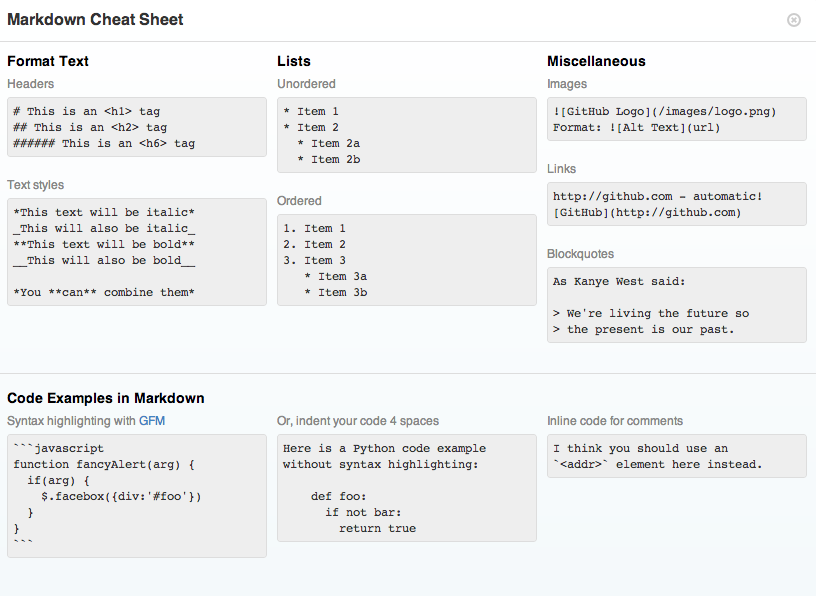 Markdown Cheat Sheet
Format Text
Headers
# This is an <h1> tag
## This is an <h2> tag
###### This is an <h6> tag
Text styles
*This text will be italic*
_This will also be italic_
**This text will be bold**
__This will also be bold__

*You **can** combine them*
Lists
Unordered
* Item 1
* Item 2
  * Item 2a
  * Item 2b
Ordered
1. Item 1
2. Item 2
3. Item 3
   * Item 3a
   * Item 3b
Miscellaneous
Images
![GitHub Logo](/images/logo.png)
Format: ![Alt Text](url)
Links
http://github.com - automatic!
[GitHub](http://github.com)
Blockquotes
As Kanye West said:

> We're living the future so
> the present is our past.
Code Examples in Markdown
Syntax highlighting with GFM
```javascript
function fancyAlert(arg) {
  if(arg) {
    $.facebox({div:'#foo'})
  }
}
```
Or, indent your code 4 spaces
Here is a Python code example
without syntax highlighting:

    def foo:
      if not bar:
        return true
Inline code for comments
I think you should use an
`<addr>` element here instead.